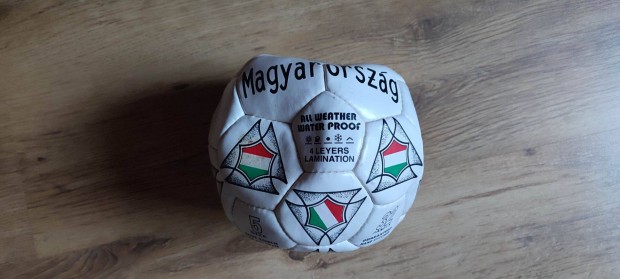 Magyarország
ALL WEATHER
WATER PROOF
4 LEYERS
LAMINATION
5